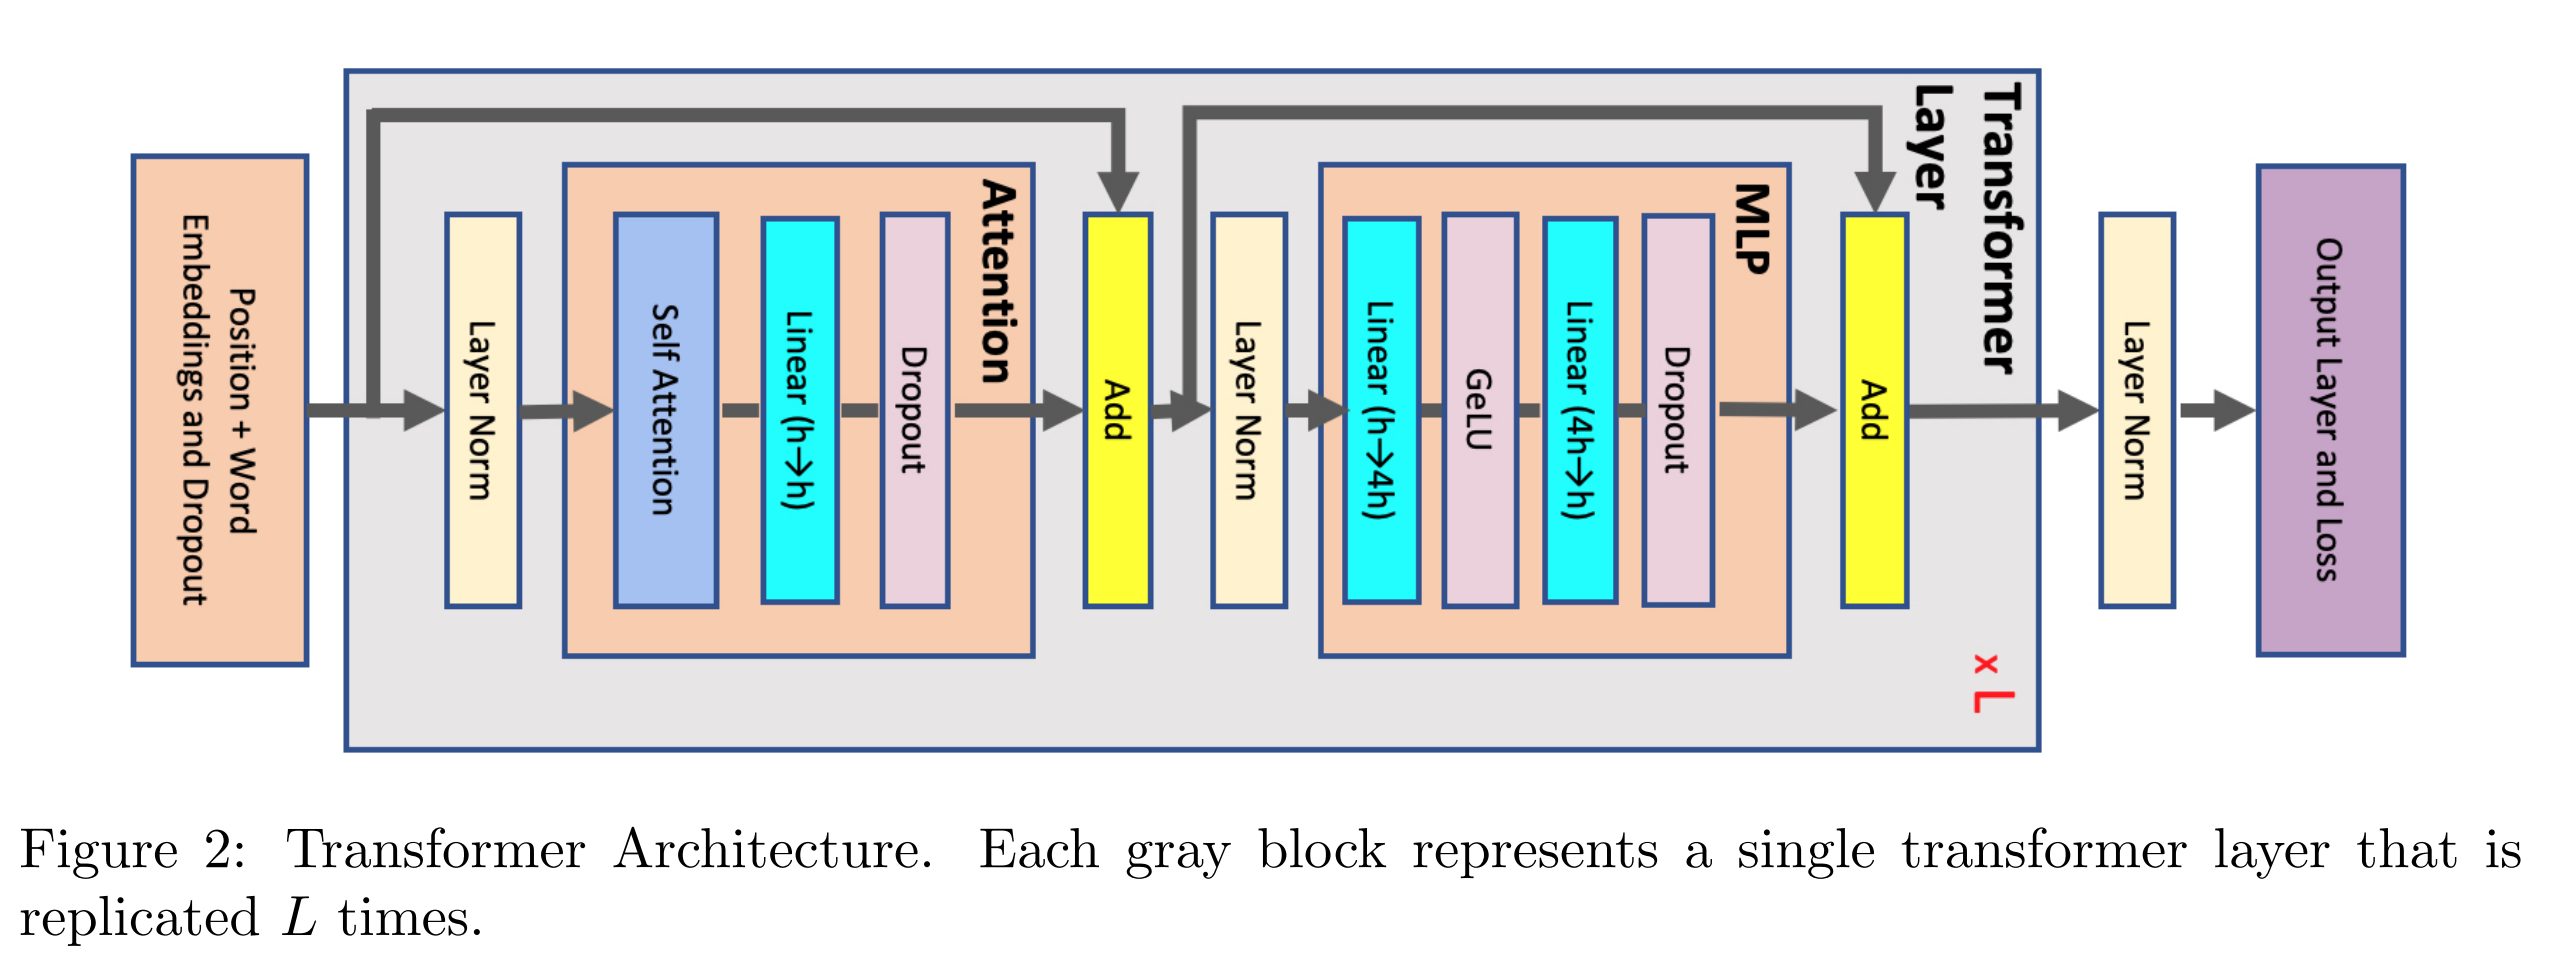 Position + Word
Embeddings and Dropout
Layer Norm
Self Attention
Linear (h→h)
Dropout
Attention
Add
Layer Norm
Linear (h→4h)
GeLU
Linear (4h→h)
Dropout
MLP
Add
Transformer
Layer
x L
Layer Norm
Output Layer and Loss
Figure 2: Transformer Architecture. Each gray block represents a single transformer layer that is
replicated L times.